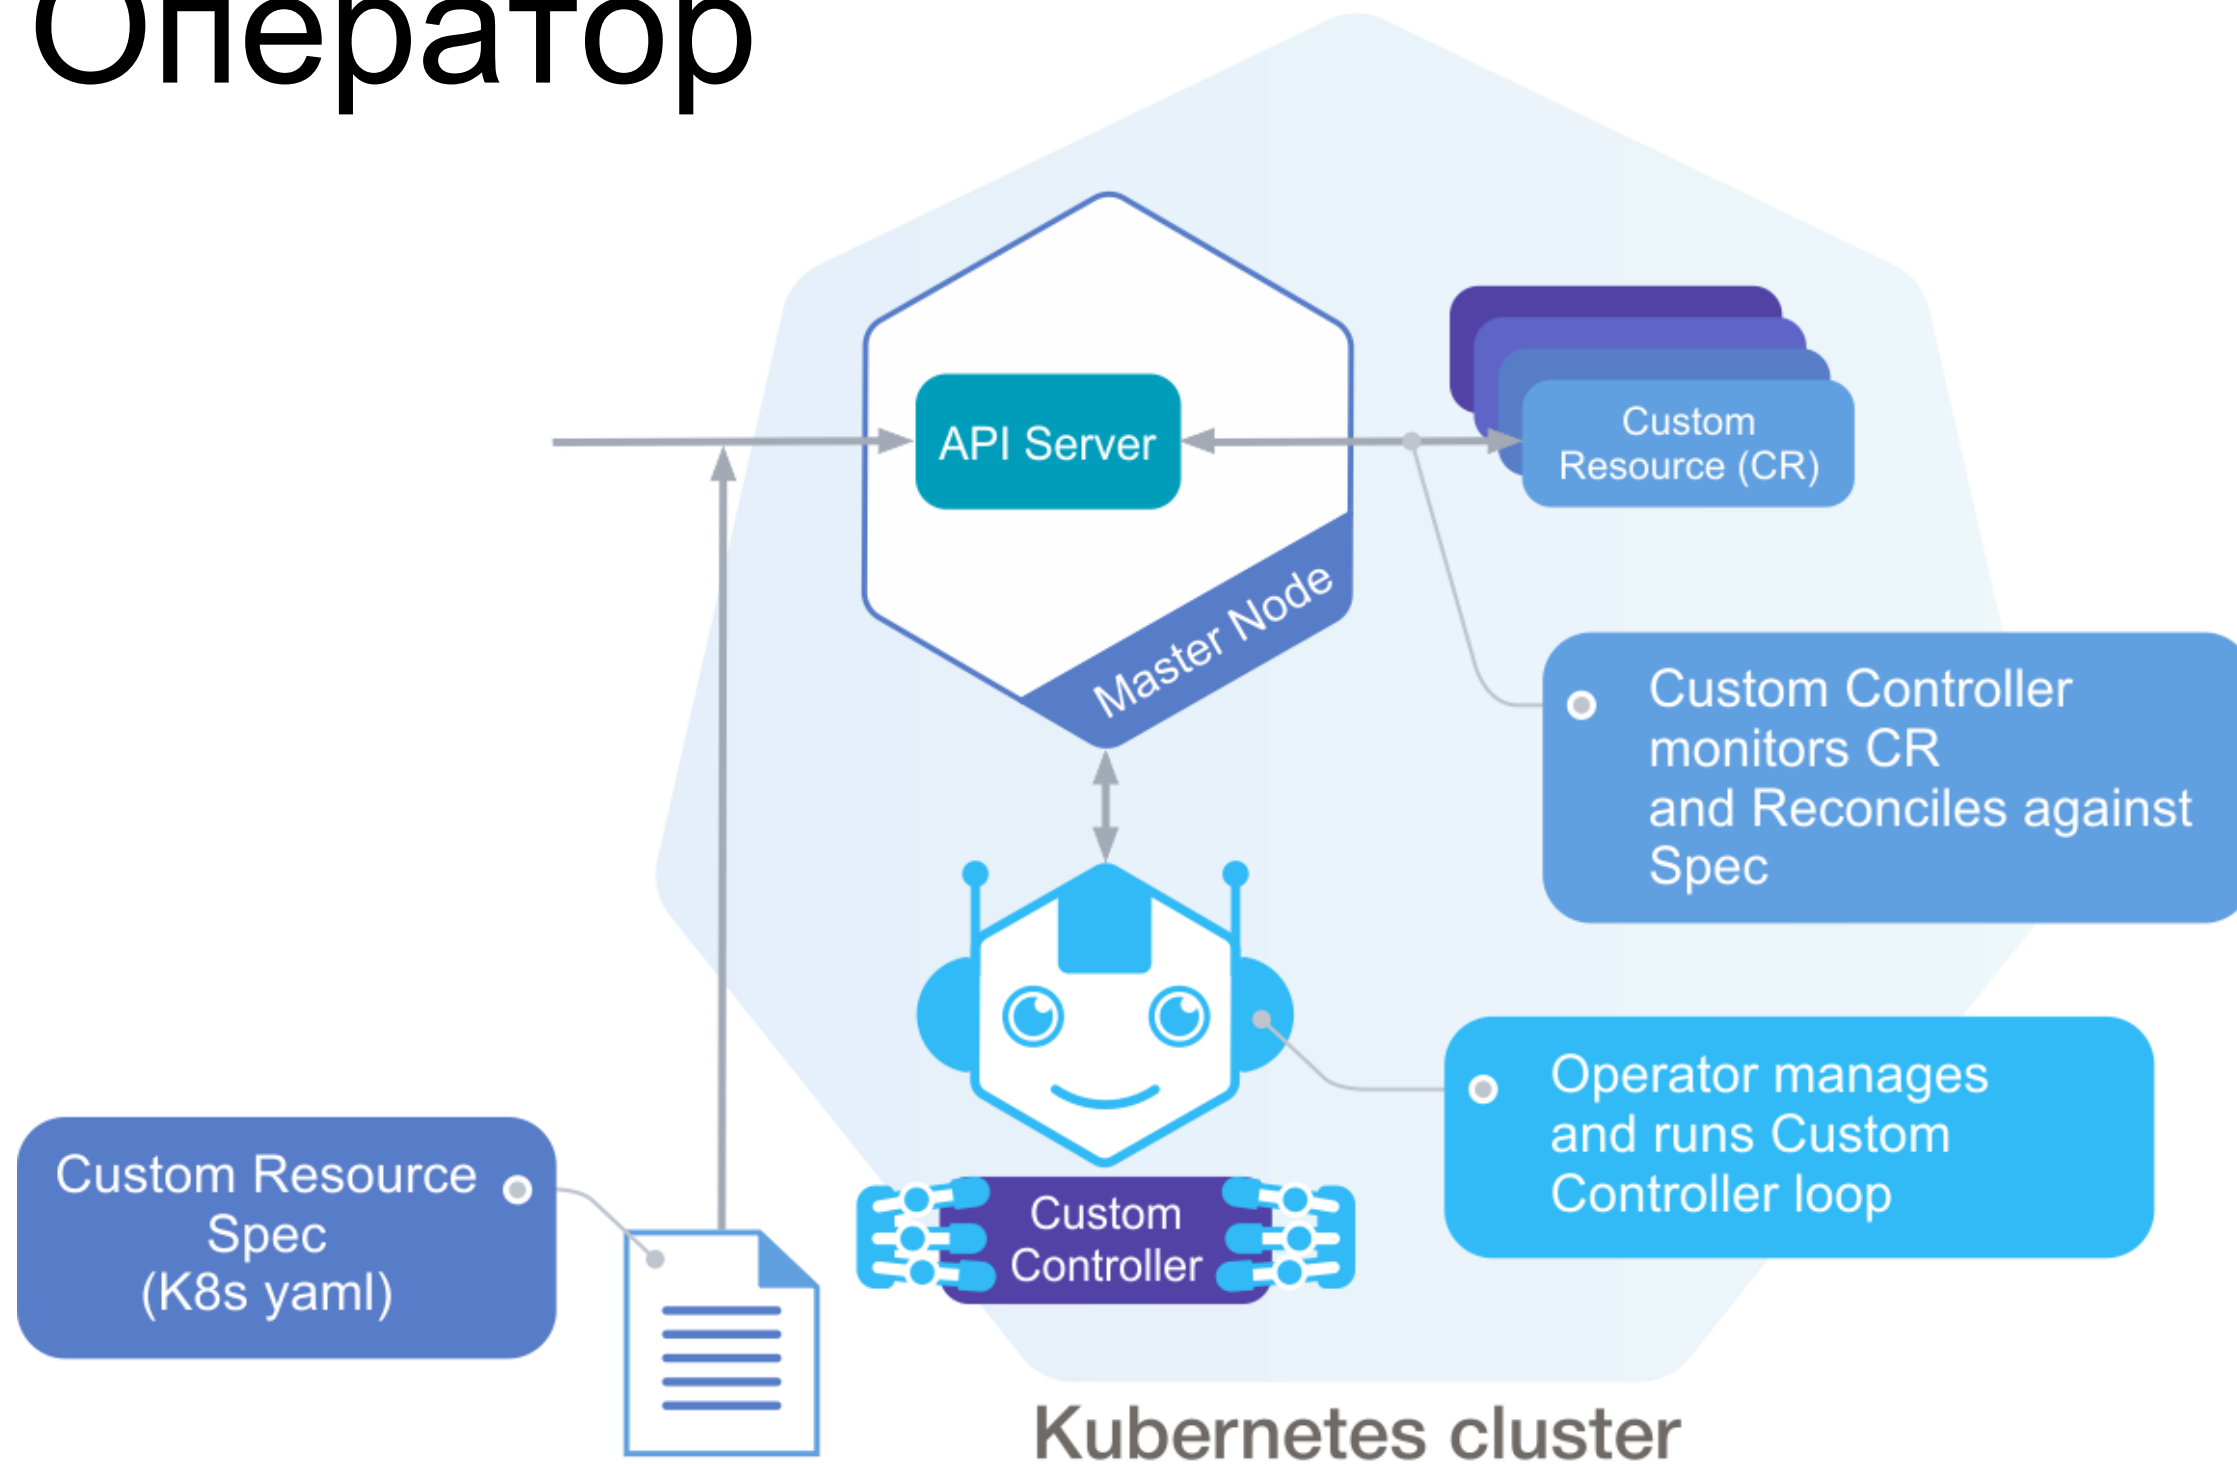 Оператор
API Server
Custom
Resource (CR)
Master Node
Custom Controller
monitors CR
and Reconciles against
Spec
Operator manages
and runs Custom
Controller loop
Custom Resource
Spec
(K8s yaml)
Custom
Controller
Kubernetes cluster